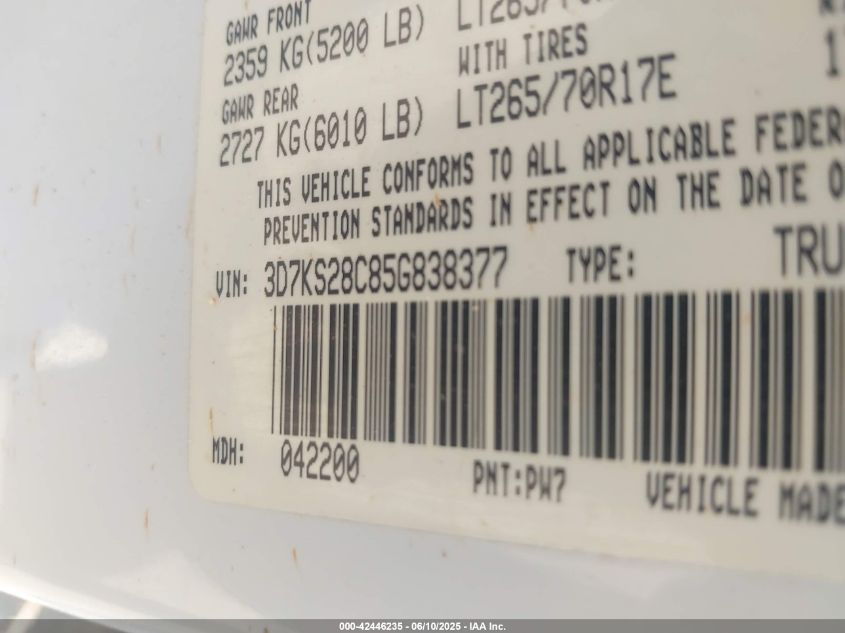 GAWR FRONT
2359 KG(5200 LB)
WITH TIRES
GAWR REAR
2727 KG(6010 LB) LT265/70R17E
THIS VEHICLE CONFORMS TO ALL APPLICABLE FEDER
PREVENTION STANDARDS IN EFFECT ON THE DATE O
VIN: 3D7KS28C85G838377 TYPE: TRU
MDH: 042200
PNT:PW7
VEHICLE MADE
000-42446235 - 06/10/2025 - IAA Inc.